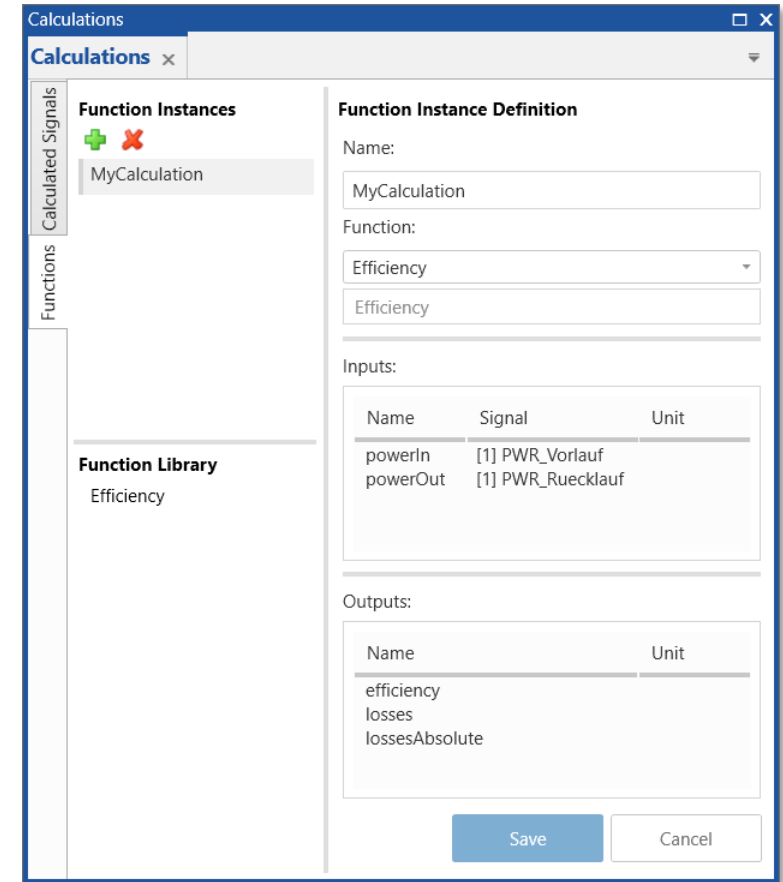 Calculations
Calculations
Calculated Signals
Functions
Function Instances
MyCalculation
Function Library
Efficiency
Function Instance Definition
Name:
MyCalculation
Function:
Efficiency
Efficiency
Inputs:
Name Signal Unit
powerIn [1] PWR_Vorlauf
powerOut [1] PWR_Ruecklauf
Outputs:
Name Unit
efficiency
losses
lossesAbsolute
Save Cancel